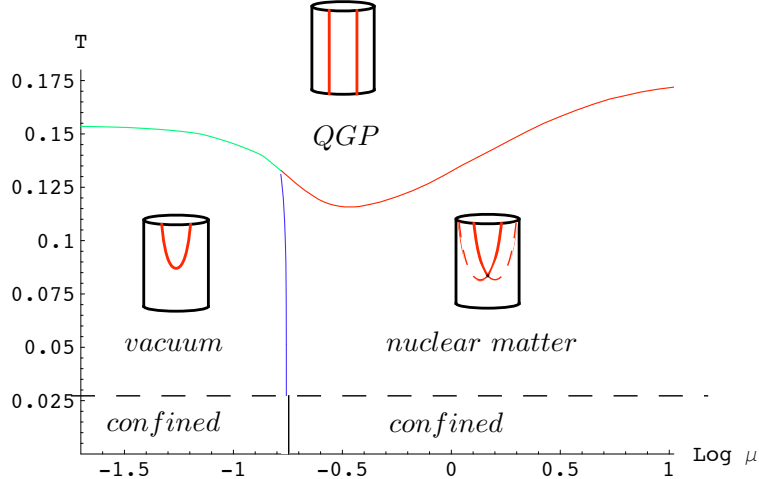 T
0.175
0.15
QGP
0.125
0.1
0.075
vacuum
nuclear matter
0.05
0.025
confined
confined
Log μ
-1.5
-1
-0.5
0
0.5
1